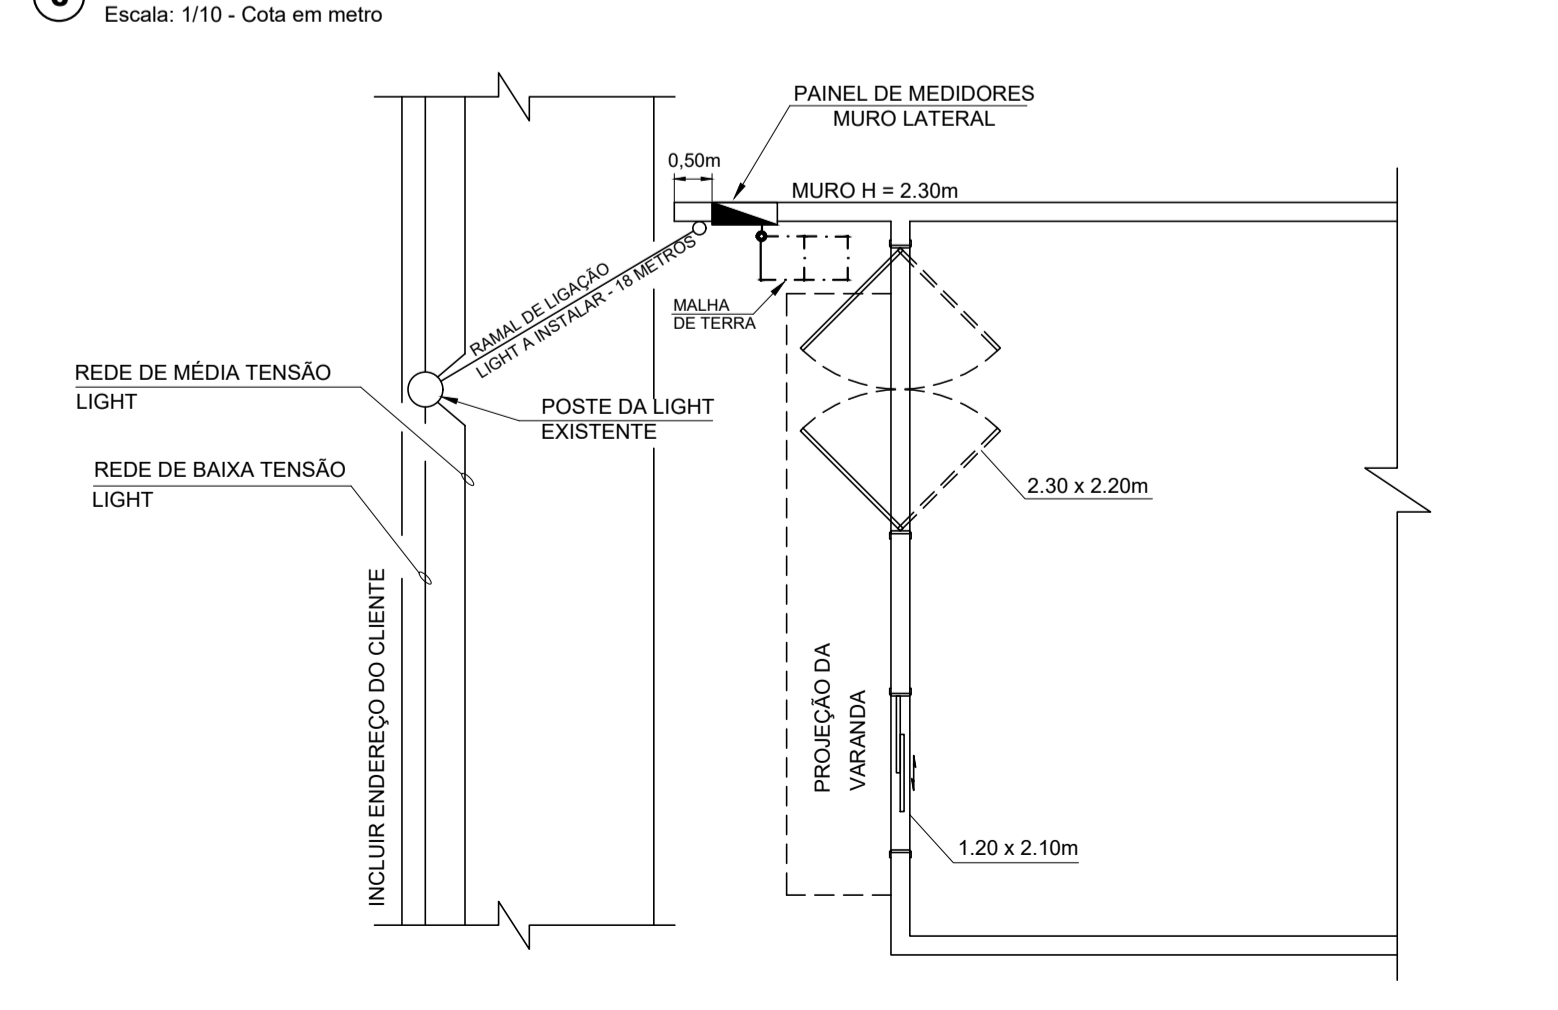 Escala: 1/10 - Cota em metro
PAINEL DE MEDIDORES
MURO LATERAL
0,50m
MURO H = 2.30m
RAMAL DE LIGAÇÃO
LIGHT A INSTALAR - 18 METROS
MALHA
DE TERRA
REDE DE MÉDIA TENSÃO
LIGHT
POSTE DA LIGHT
EXISTENTE
REDE DE BAIXA TENSÃO
LIGHT
2.30 x 2.20m
INCLUIR ENDEREÇO DO CLIENTE
PROJEÇÃO DA
VARANDA
1.20 x 2.10m